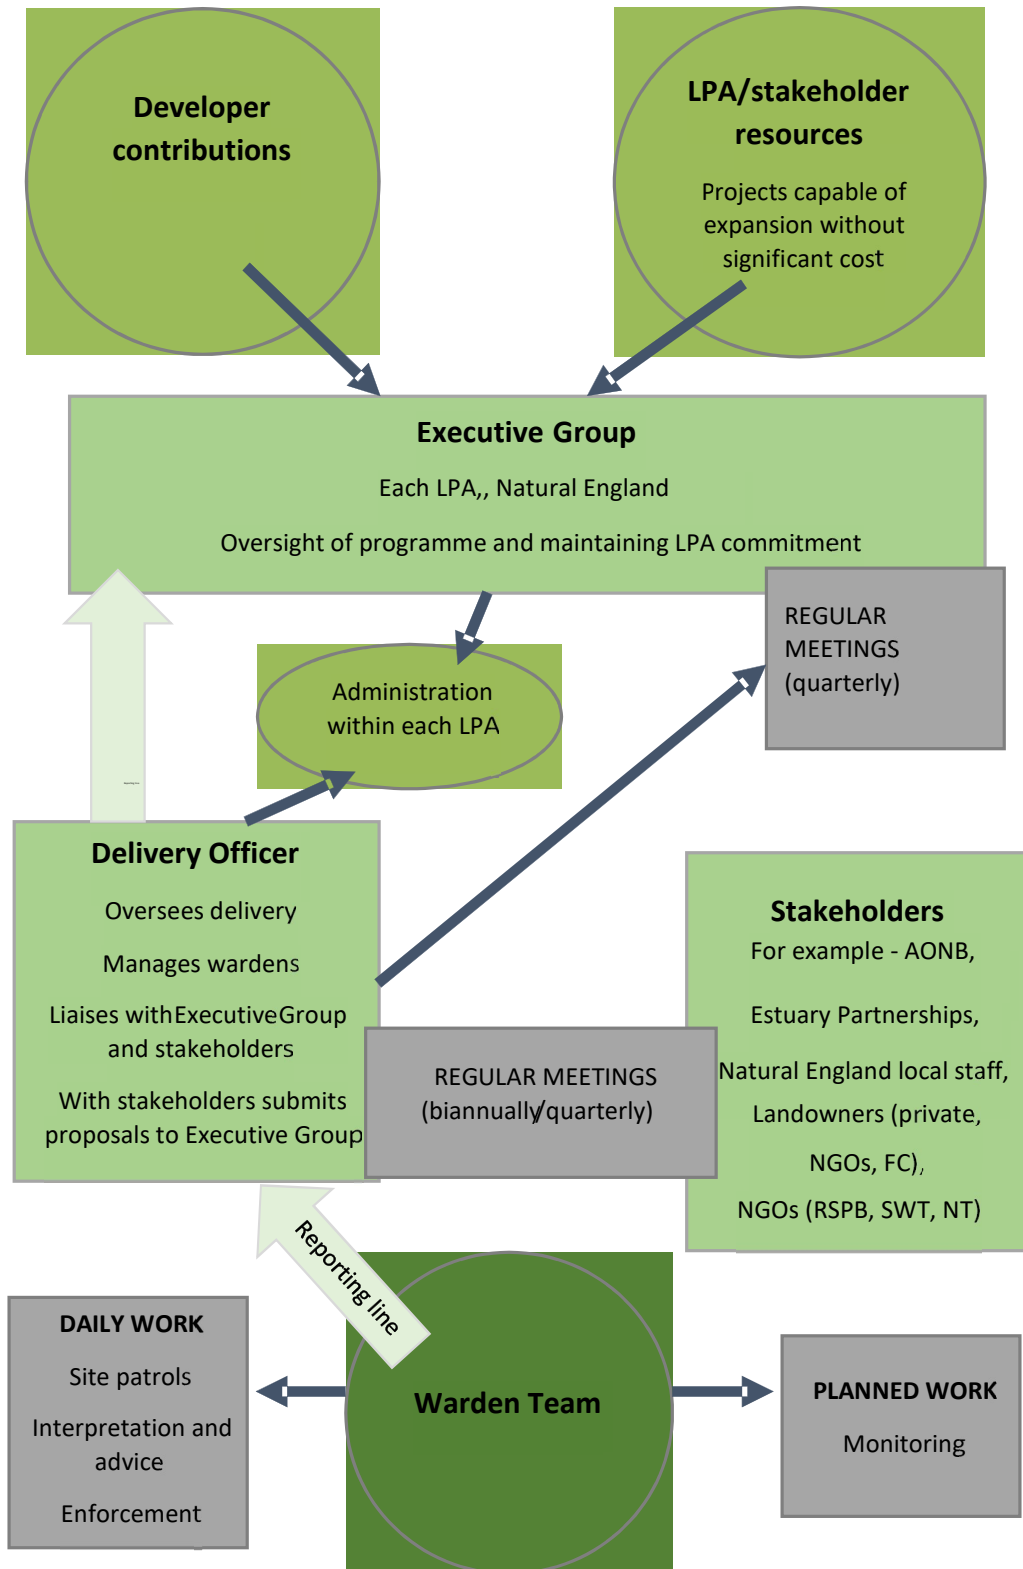 Developer
contributions
LPA/stakeholder
resources
Projects capable of
expansion without
significant cost
Executive Group
Each LPA,, Natural England
Oversight of programme and maintaining LPA commitment
REGULAR
MEETINGS
(quarterly)
Administration
within each LPA
Delivery Officer
Oversees delivery
Manages wardens
Liaises with Executive Group
and stakeholders
With stakeholders submits
proposals to Executive Group
REGULAR MEETINGS
(biannually/quarterly)
Stakeholders
For example - AONB,
Estuary Partnerships,
Natural England local staff,
Landowners (private,
NGOs, FC),
NGOs (RSPB, SWT, NT)
Reporting line
Warden Team
DAILY WORK
Site patrols
Interpretation and
advice
Enforcement
PLANNED WORK
Monitoring